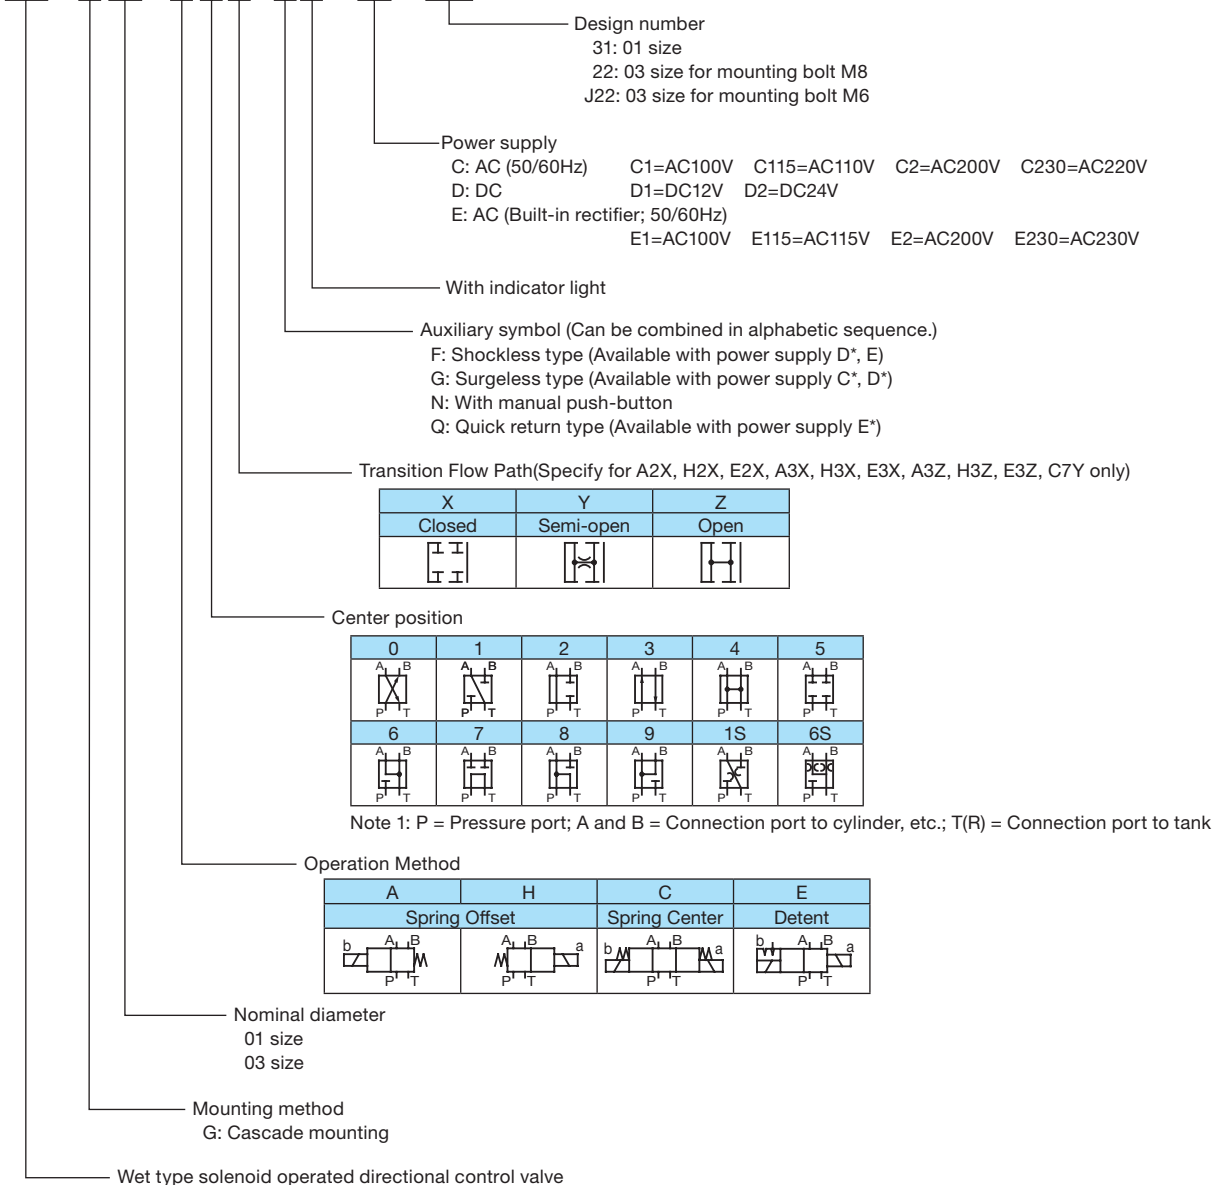 Design number
31: 01 size
22: 03 size for mounting bolt M8
J22: 03 size for mounting bolt M6
Power supply
C: AC (50/60Hz) C1=AC100V C115=AC110V C2=AC200V C230=AC220V
D: DC D1=DC12V D2=DC24V
E: AC (Built-in rectifier; 50/60Hz)
E1=AC100V E115=AC115V E2=AC200V E230=AC230V
With indicator light
Auxiliary symbol (Can be combined in alphabetic sequence.)
F: Shockless type (Available with power supply D*, E)
G: Surgeless type (Available with power supply C*, D*)
N: With manual push-button
Q: Quick return type (Available with power supply E*)
Transition Flow Path(Specify for A2X, H2X, E2X, A3X, H3X, E3X, A3Z, H3Z, E3Z, C7Y only)
X Y Z
Closed Semi-open Open
Center position
0 1 2 3 4 5
A B A B A B A B A B A B
P T P T P T P T P T P T
6 7 8 9 1S 6S
A B A B A B A B A B A B
P T P T P T P T P T P T
Note 1: P = Pressure port; A and B = Connection port to cylinder, etc.; T(R) = Connection port to tank
Operation Method
A H C E
Spring Offset Spring Center Detent
b A B A B a b A B a b A B a
P T P T P T P T
Nominal diameter
01 size
03 size
Mounting method
G: Cascade mounting
Wet type solenoid operated directional control valve